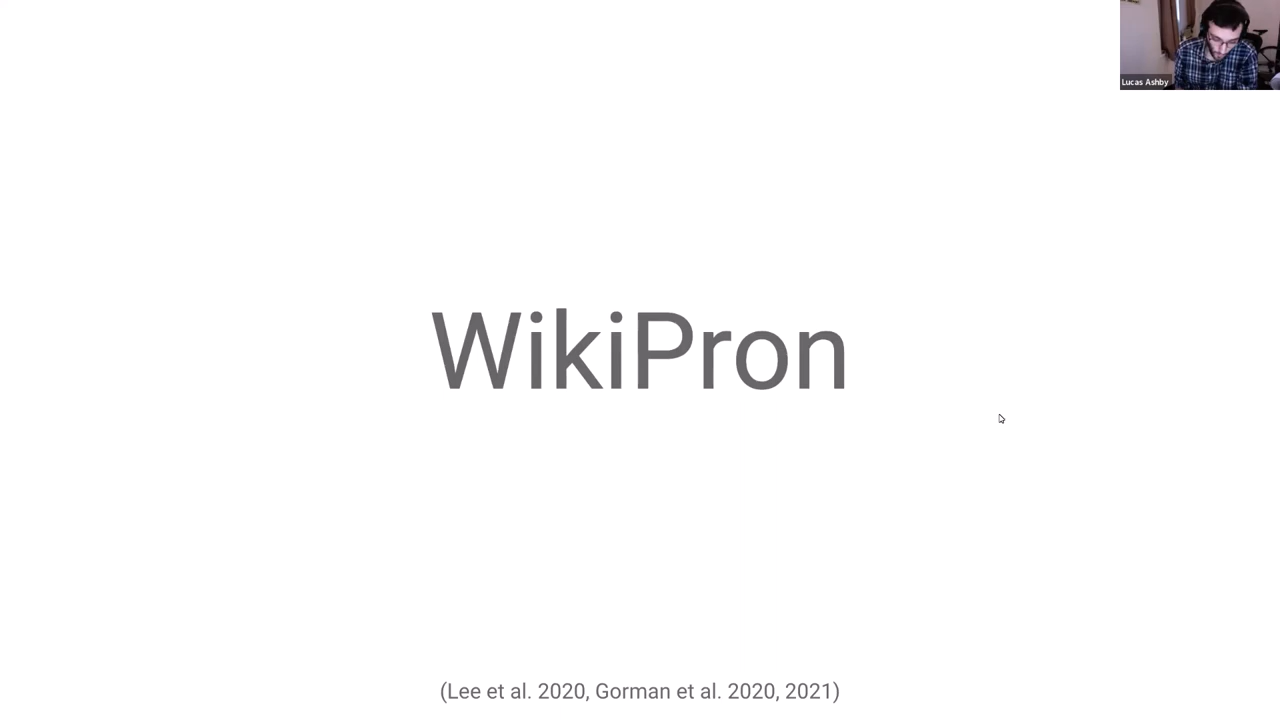 Lucas Ashby
WikiPron
(Lee et al. 2020, Gorman et al. 2020, 2021)